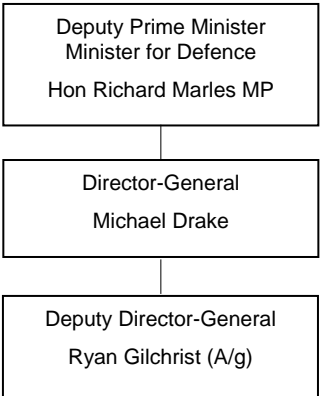 Deputy Prime Minister
Minister for Defence
Hon Richard Marles MP
Director-General
Michael Drake
Deputy Director-General
Ryan Gilchrist (A/g)